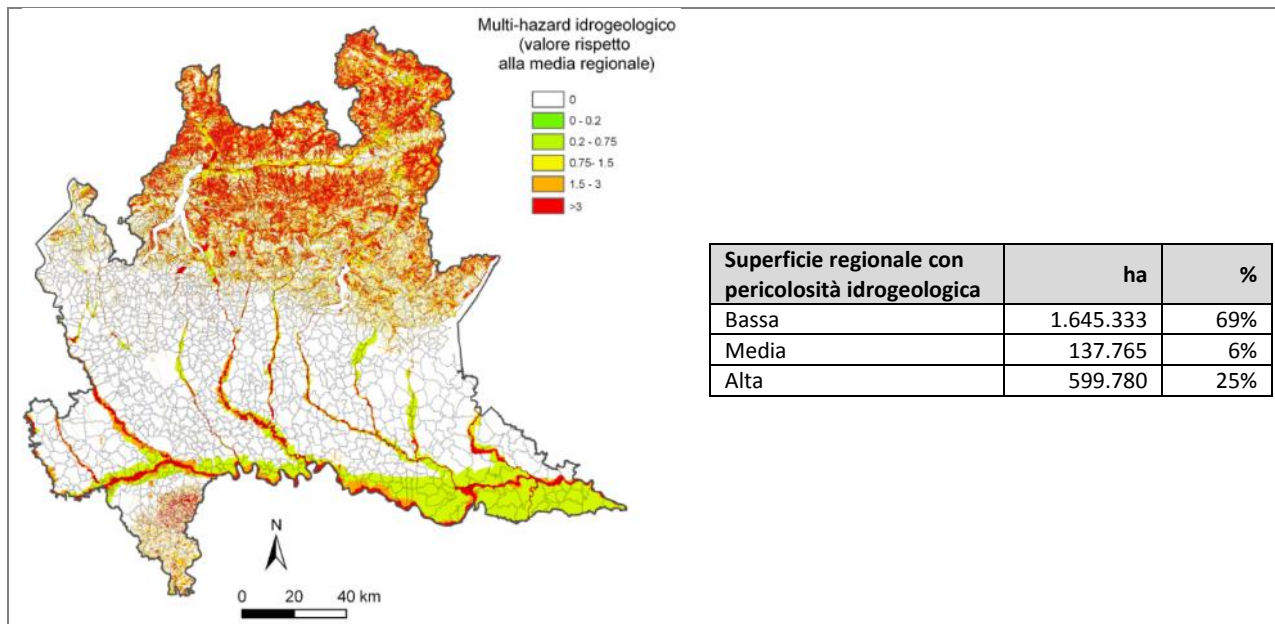 Multi-hazard idrogeologico
(valore rispetto
alla media regionale)
0
0 - 0.2
0.2 - 0.75
0.75- 1.5
1.5 - 3
>3
N
0 20 40 km
Superficie regionale con
pericolosità idrogeologica ha %
Bassa 1.645.333 69%
Media 137.765 6%
Alta 599.780 25%